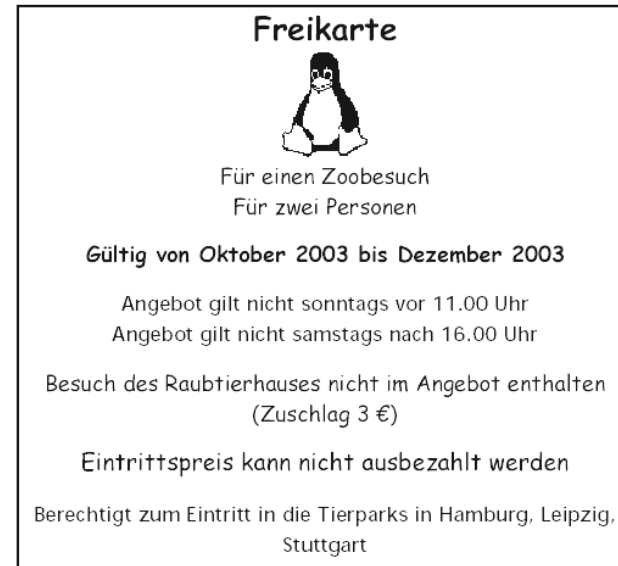 Freikarte
Für einen Zoobesuch
Für zwei Personen
Gültig von Oktober 2003 bis Dezember 2003
Angebot gilt nicht sonntags vor 11.00 Uhr
Angebot gilt nicht samstags nach 16.00 Uhr
Besuch des Raubtierhauses nicht im Angebot enthalten
(Zuschlag 3 €)
Eintrittspreis kann nicht ausbezahlt werden
Berechtigt zum Eintritt in die Tierparks in Hamburg, Leipzig,
Stuttgart